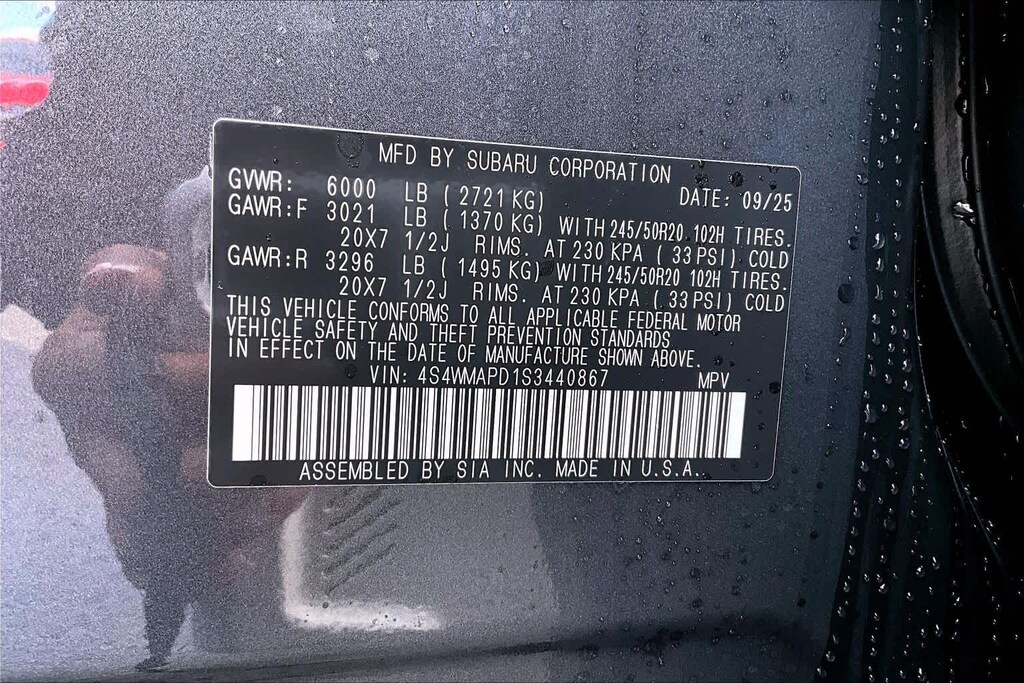 MFD BY SUBARU CORPORATION
GVWR: 6000 LB ( 2721 KG) DATE: 09/25
GAWR:F 3021 LB ( 1370 KG) WITH 245/50R20 102H TIRES.
20X7 1/2J RIMS. AT 230 KPA ( 33 PSI) COLD
GAWR:R 3296 LB ( 1495 KG) WITH 245/50R20 102H TIRES.
20X7 1/2J RIMS. AT 230 KPA ( 33 PSI) COLD
THIS VEHICLE CONFORMS TO ALL APPLICABLE FEDERAL MOTOR
VEHICLE SAFETY AND THEFT PREVENTION STANDARDS
IN EFFECT ON THE DATE OF MANUFACTURE SHOWN ABOVE.
VIN: 4S4WMAPD1S3440867 MPV
ASSEMBLED BY SIA INC. MADE IN U.S.A.